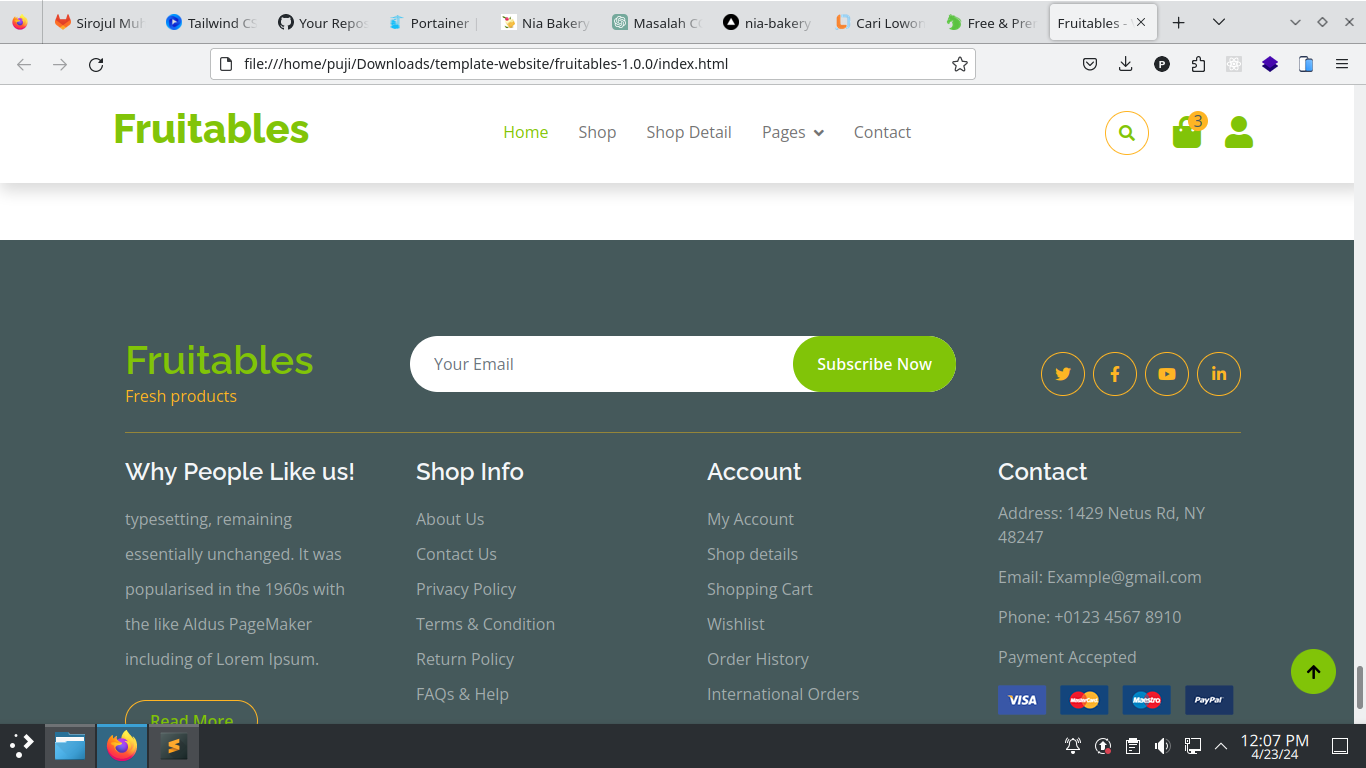 Sirojul Muh
Tailwind CS
Your Repos
Portainer |
Nia Bakery
Masalah CO
nia-bakery
Cari Lowon
Free & Prem
Fruitables -
file:///home/puji/Downloads/template-website/fruitables-1.0.0/index.html
Fruitables
Home
Shop
Shop Detail
Pages
Contact
3
Fruitables
Fresh products
Your Email
Subscribe Now
Why People Like us!
typesetting, remaining
essentially unchanged. It was
popularised in the 1960s with
the like Aldus PageMaker
including of Lorem Ipsum.
Read More
Shop Info
About Us
Contact Us
Privacy Policy
Terms & Condition
Return Policy
FAQs & Help
Account
My Account
Shop details
Shopping Cart
Wishlist
Order History
International Orders
Contact
Address: 1429 Netus Rd, NY
48247
Email: Example@gmail.com
Phone: +0123 4567 8910
Payment Accepted
VISA
MasterCard
Maestro
PayPal
12:07 PM
4/23/24